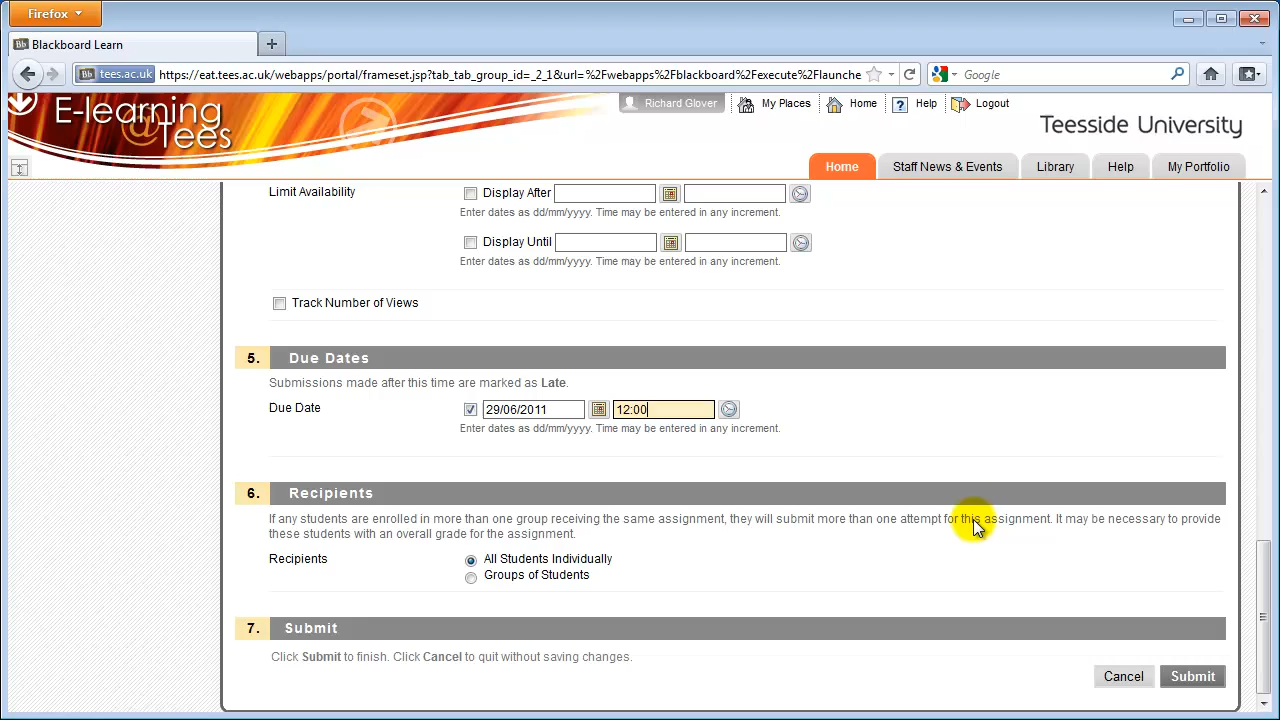 Firefox
Blackboard Learn
tees.ac.uk https://eat.tees.ac.uk/webapps/portal/frameset.jsp?tab_tab_group_id=_2_1&url=%2Fwebapps%2Fblackboard%2Fexecute%2Flaunche
Google
E-learning
@
Tees
Richard Glover My Places Home Help Logout
Teesside University
Home Staff News & Events Library Help My Portfolio
Limit Availability Display After
Enter dates as dd/mm/yyyy. Time may be entered in any increment.
Display Until
Enter dates as dd/mm/yyyy. Time may be entered in any increment.
Track Number of Views
5. Due Dates
Submissions made after this time are marked as Late.
Due Date 29/06/2011 12:00
Enter dates as dd/mm/yyyy. Time may be entered in any increment.
6. Recipients
If any students are enrolled in more than one group receiving the same assignment, they will submit more than one attempt for this assignment. It may be necessary to provide
these students with an overall grade for the assignment.
Recipients All Students Individually
Groups of Students
7. Submit
Click Submit to finish. Click Cancel to quit without saving changes.
Cancel Submit